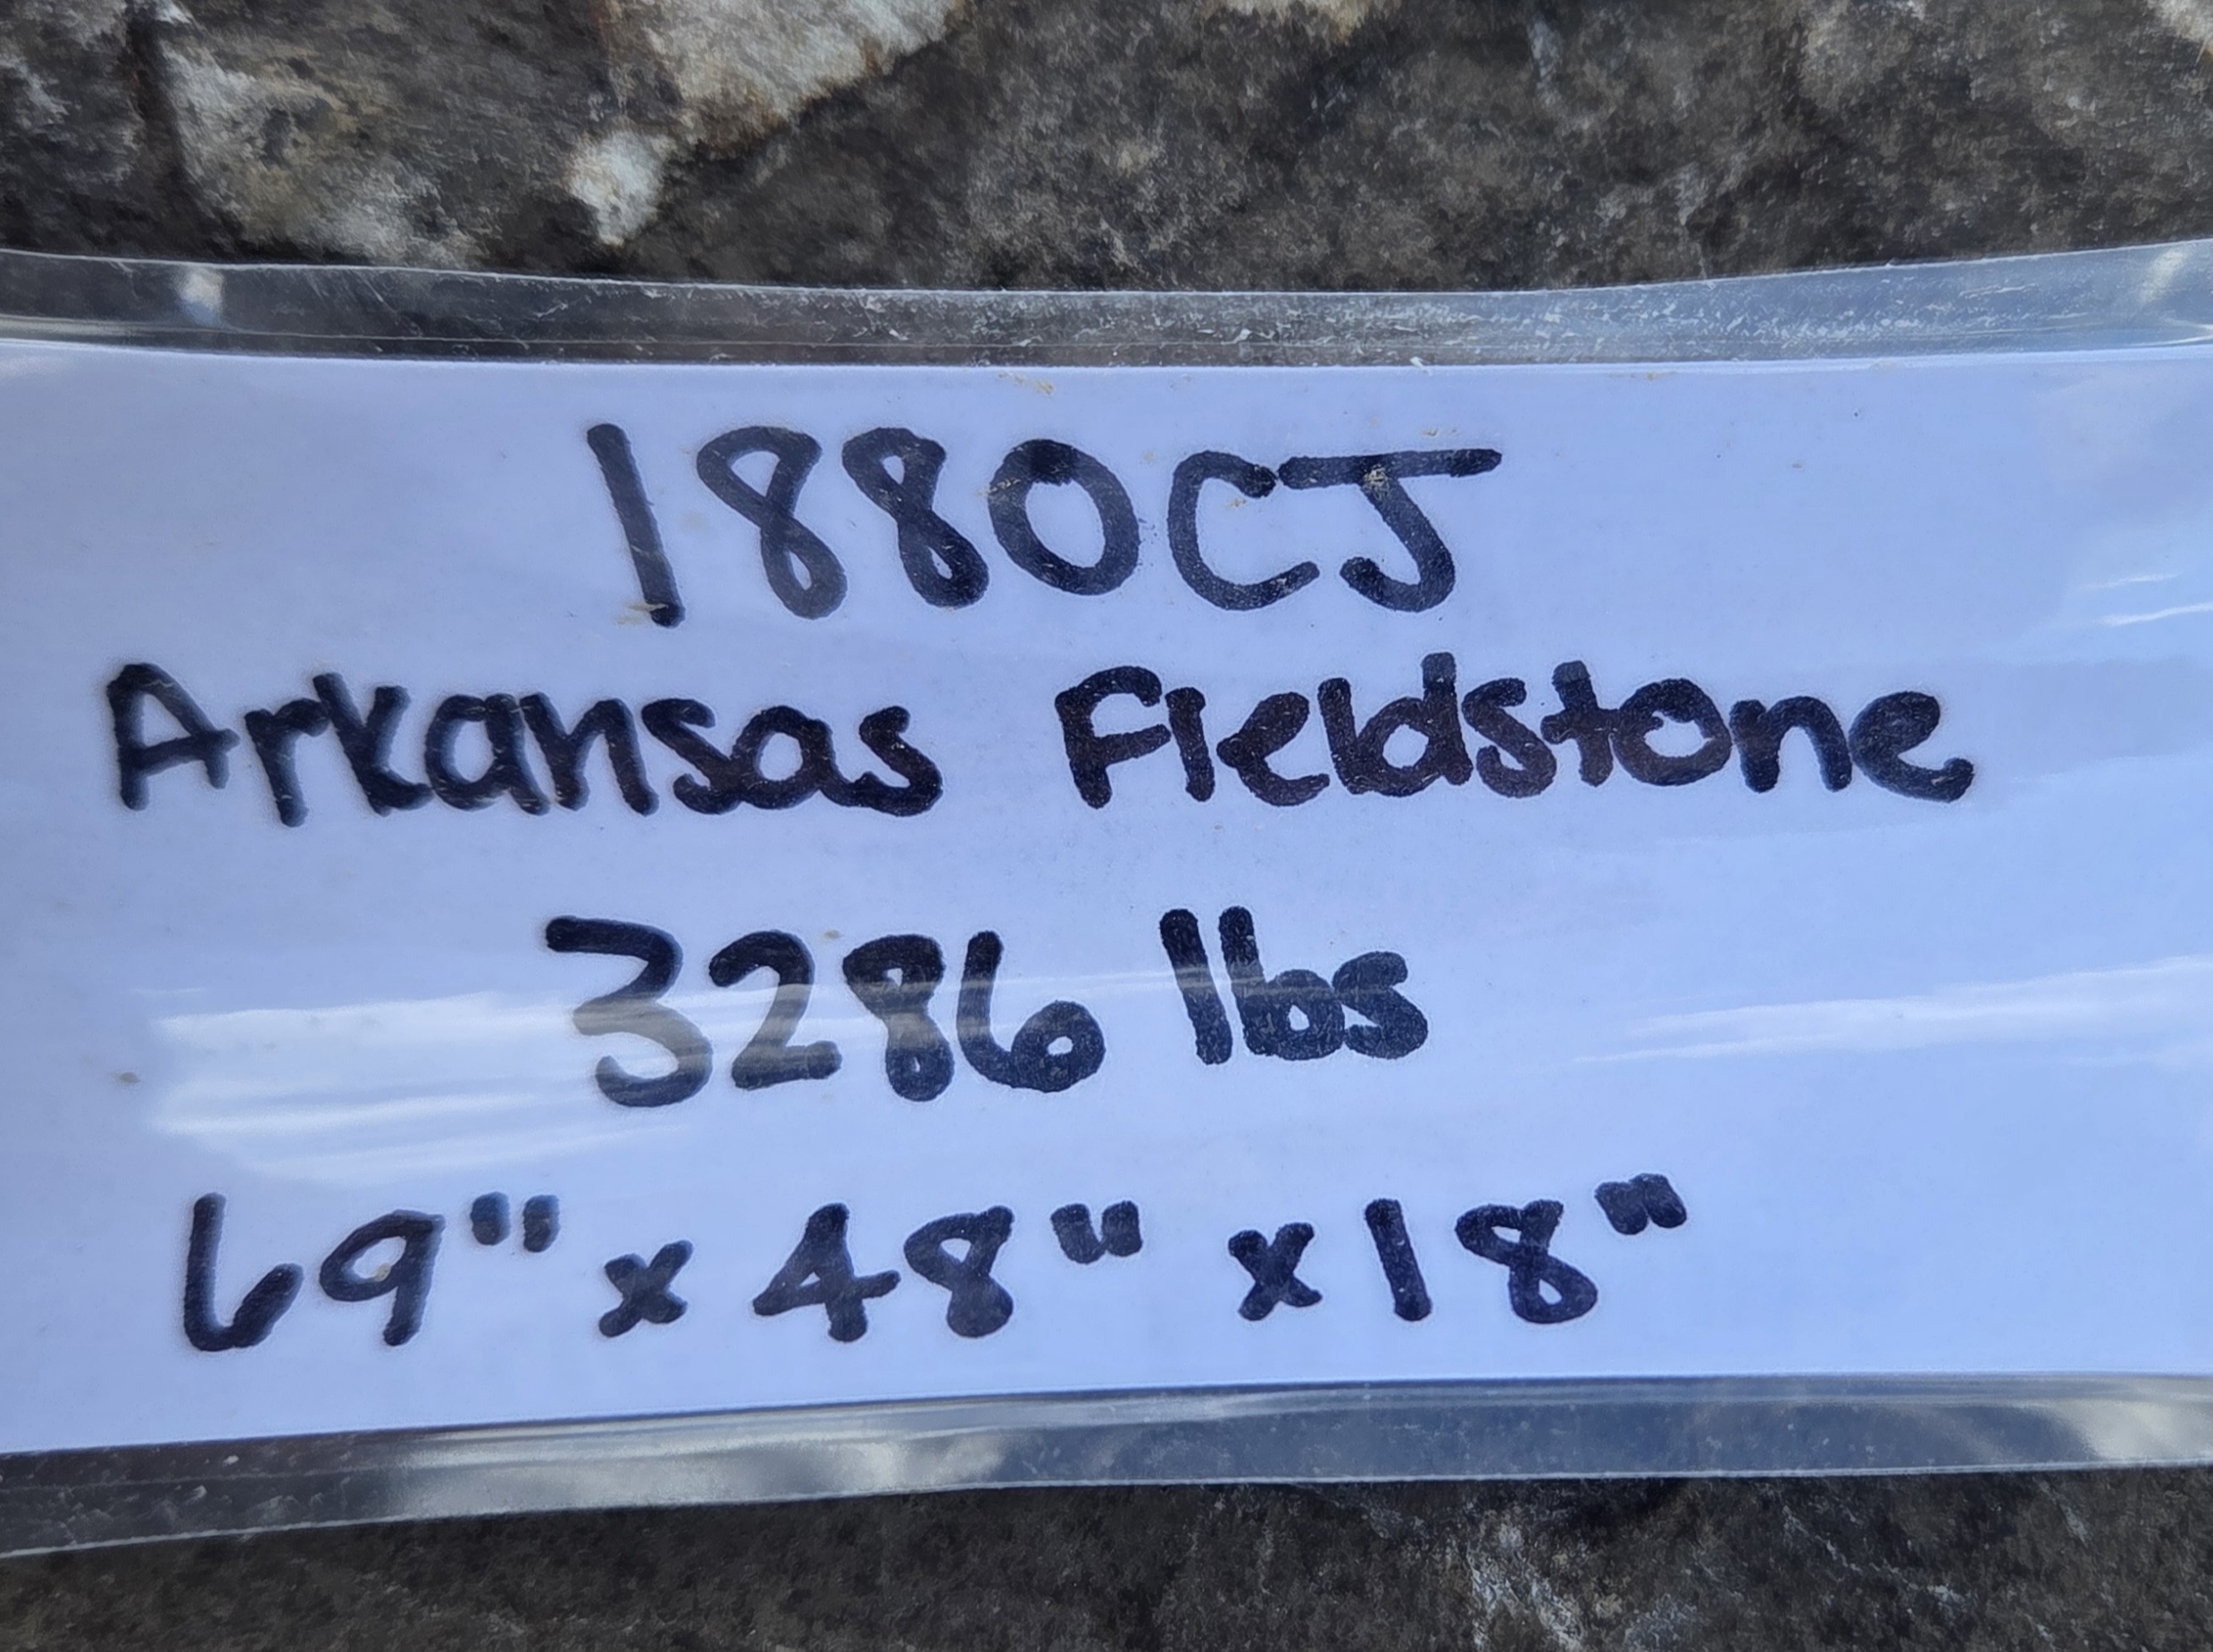 1880CJ
Arkansas Fieldstone
3286 lbs
69" x 48" x 18"